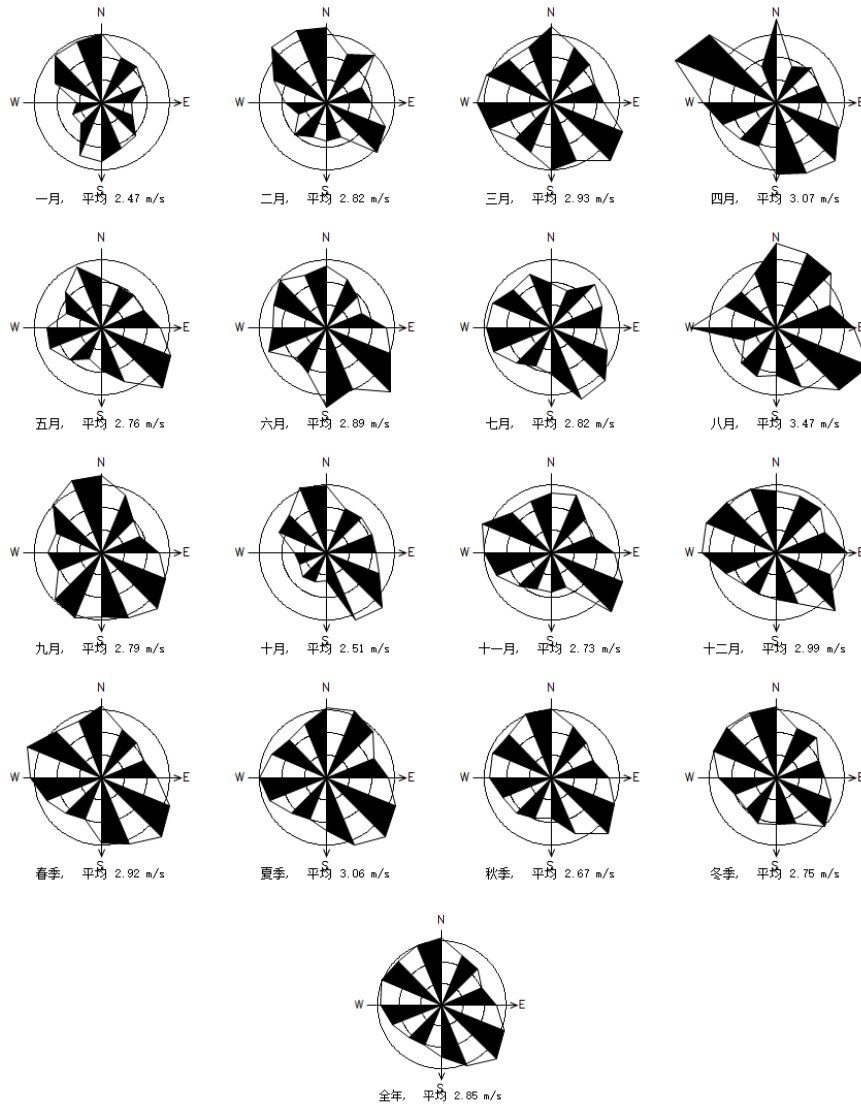 N N N N
W E W E W E W E
S S S S
一月, 平均 2.47 m/s 二月, 平均 2.82 m/s 三月, 平均 2.93 m/s 四月, 平均 3.07 m/s
N N N N
W E W E W E W E
S S S S
五月, 平均 2.76 m/s 六月, 平均 2.89 m/s 七月, 平均 2.82 m/s 八月, 平均 3.47 m/s
N N N N
W E W E W E W E
S S S S
九月, 平均 2.79 m/s 十月, 平均 2.51 m/s 十一月, 平均 2.73 m/s 十二月, 平均 2.99 m/s
N N N N
W E W E W E W E
S S S S
春季, 平均 2.92 m/s 夏季, 平均 3.06 m/s 秋季, 平均 2.67 m/s 冬季, 平均 2.75 m/s
N
W E
S
全年, 平均 2.85 m/s